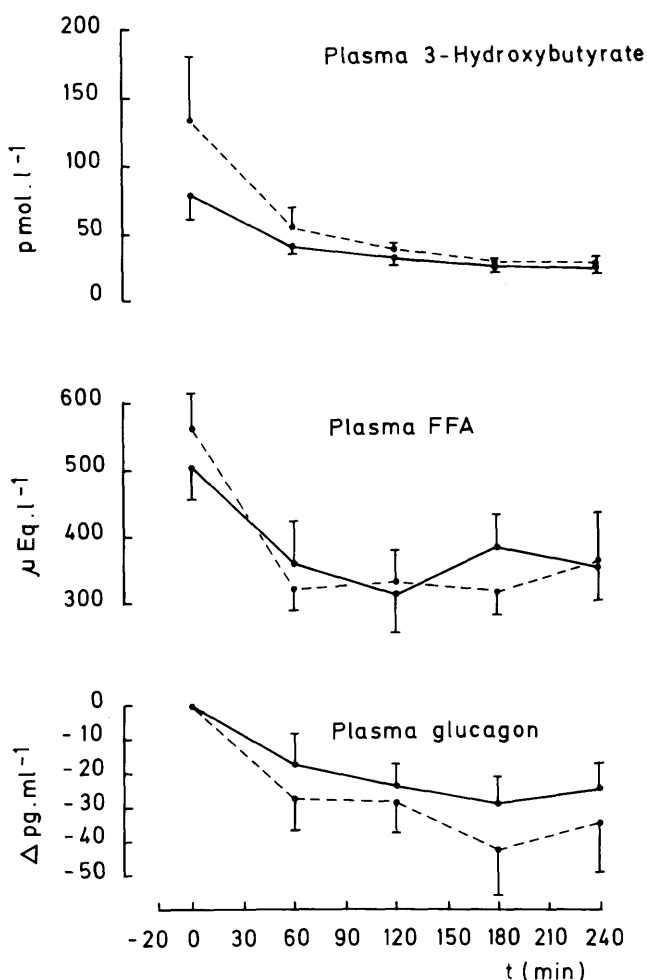 Plasma 3-Hydroxybutyrate
200
150
100
50
0
pmol.l⁻¹
Plasma FFA
600
500
400
300
μEq.l⁻¹
Plasma glucagon
0
-10
-20
-30
-40
-50
Δ pg.ml⁻¹
-20 0 30 60 90 120 150 180 210 240
t (min)